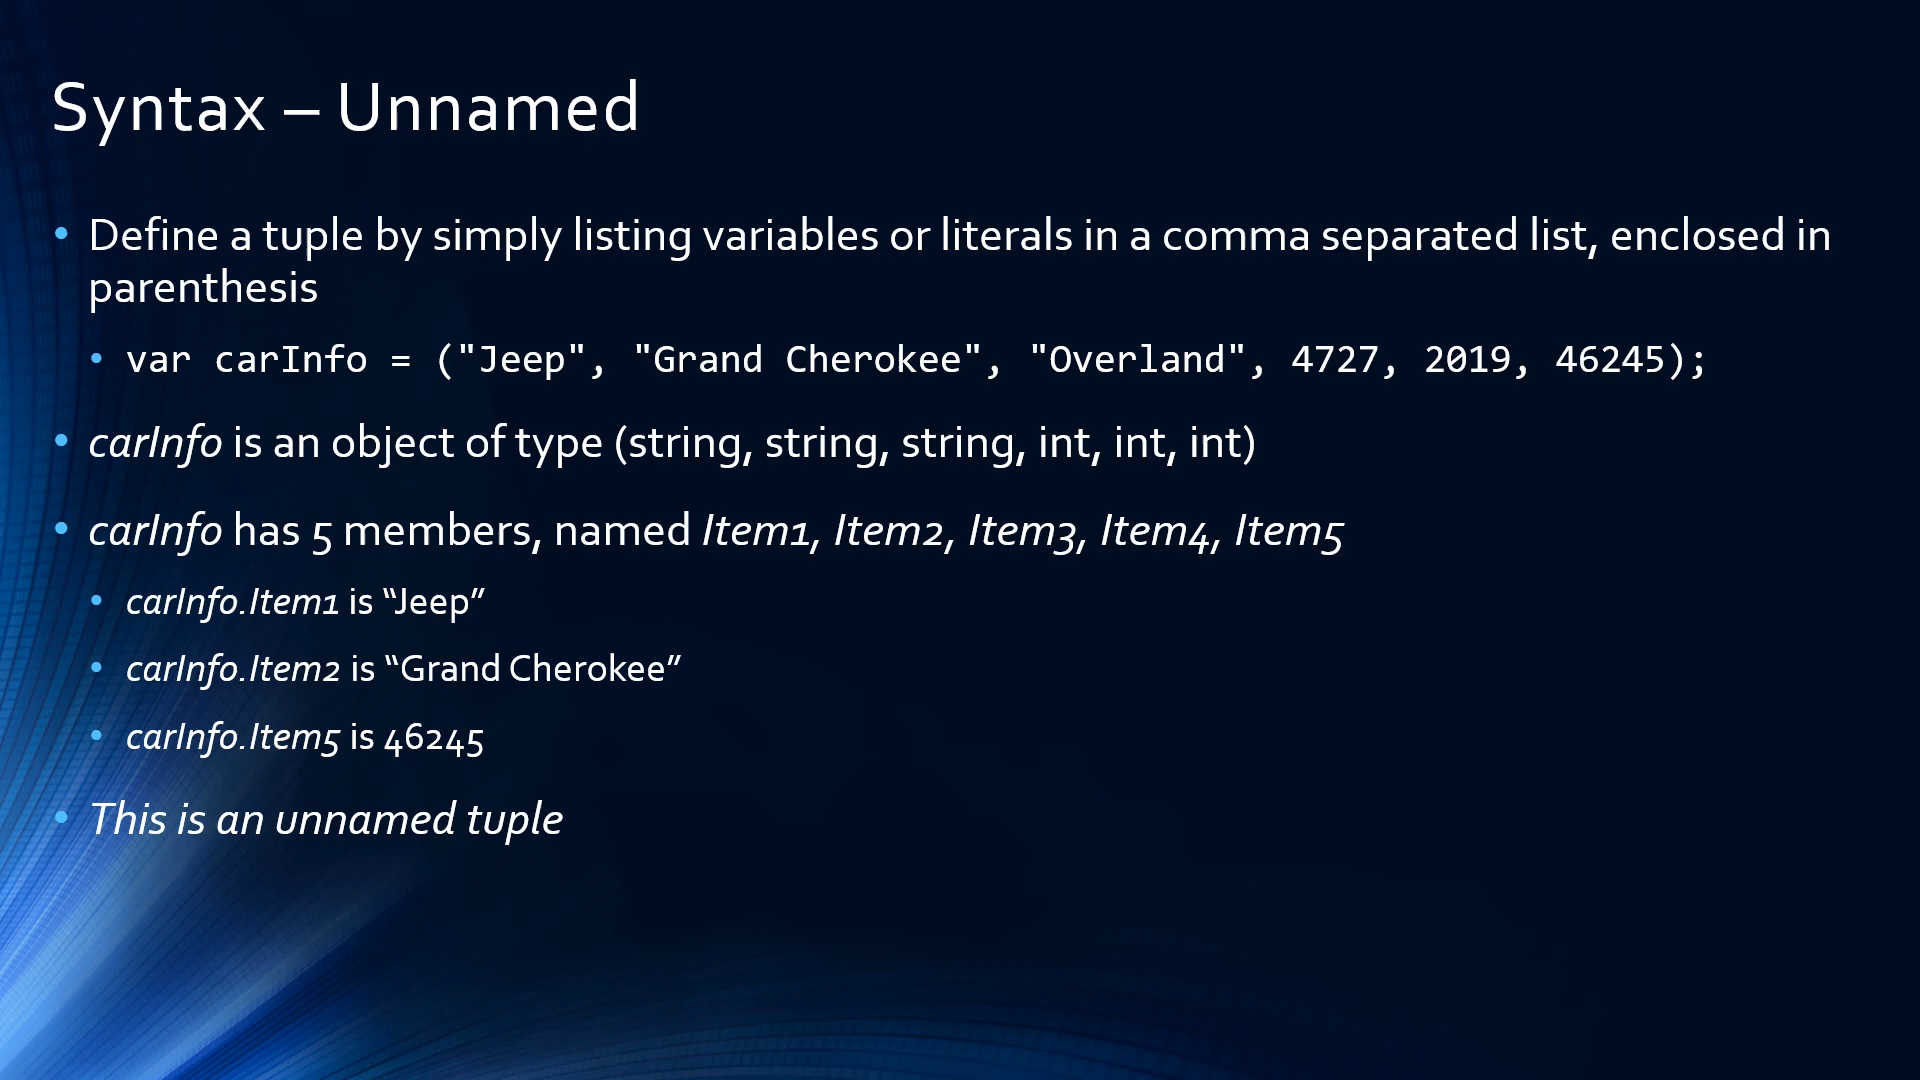 Syntax – Unnamed
• Define a tuple by simply listing variables or literals in a comma separated list, enclosed in
parenthesis
• var carInfo = ("Jeep", "Grand Cherokee", "Overland", 4727, 2019, 46245);
• carInfo is an object of type (string, string, string, int, int, int)
• carInfo has 5 members, named Item1, Item2, Item3, Item4, Item5
• carInfo.Item1 is “Jeep”
• carInfo.Item2 is “Grand Cherokee”
• carInfo.Item5 is 46245
• This is an unnamed tuple